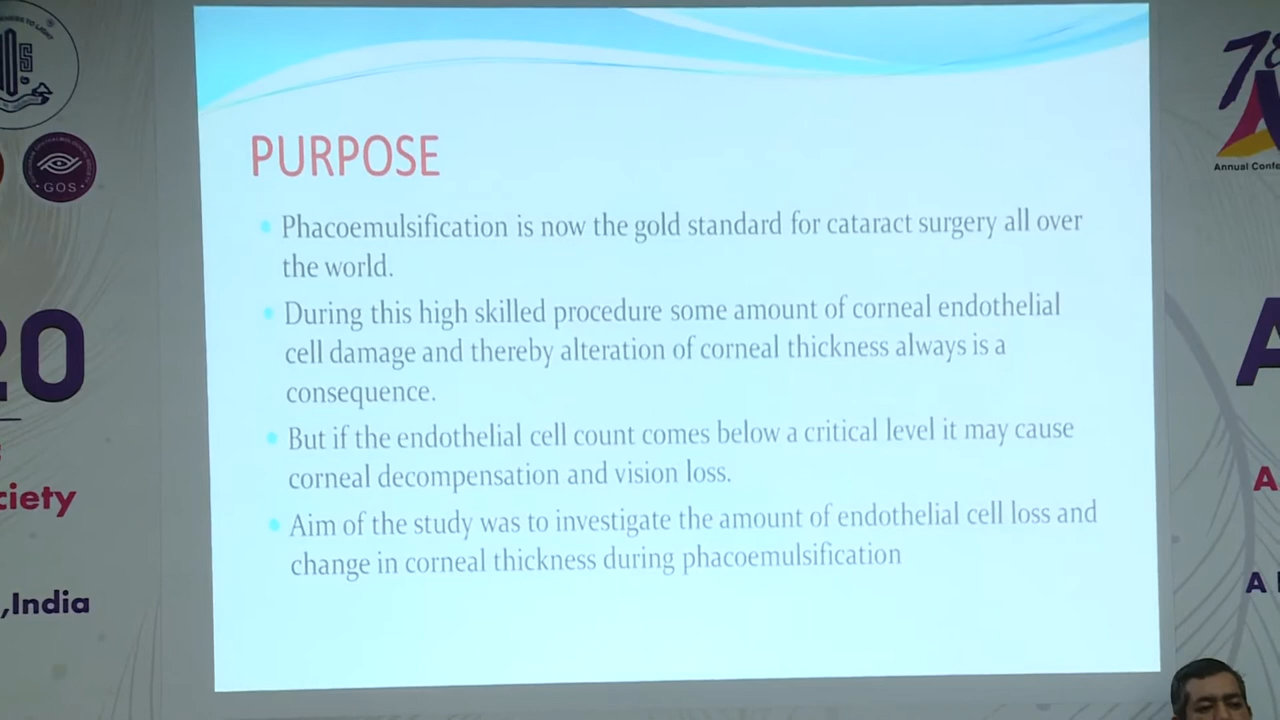 PURPOSE
Phacoemulsification is now the gold standard for cataract surgery all over
the world.
During this high skilled procedure some amount of corneal endothelial
cell damage and thereby alteration of corneal thickness always is a
consequence.
But if the endothelial cell count comes below a critical level it may cause
corneal decompensation and vision loss.
Aim of the study was to investigate the amount of endothelial cell loss and
change in corneal thickness during phacoemulsification
GOS
20
ciety
,India
78
Annual Confe
A
A
A